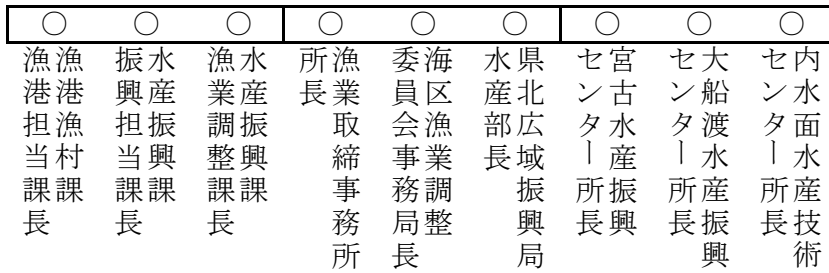 ○
内水面水産技術
センター所長
○
大船渡水産振興
センター所長
○
宮古水産振興
センター所長
○
県北広域振興局
水産部長
○
海区漁業調整
委員会事務局長
○
漁業取締事務所
所長
○
水産振興課
漁業調整課長
○
水産振興課
振興担当課長
○
漁港漁村課
漁港担当課長